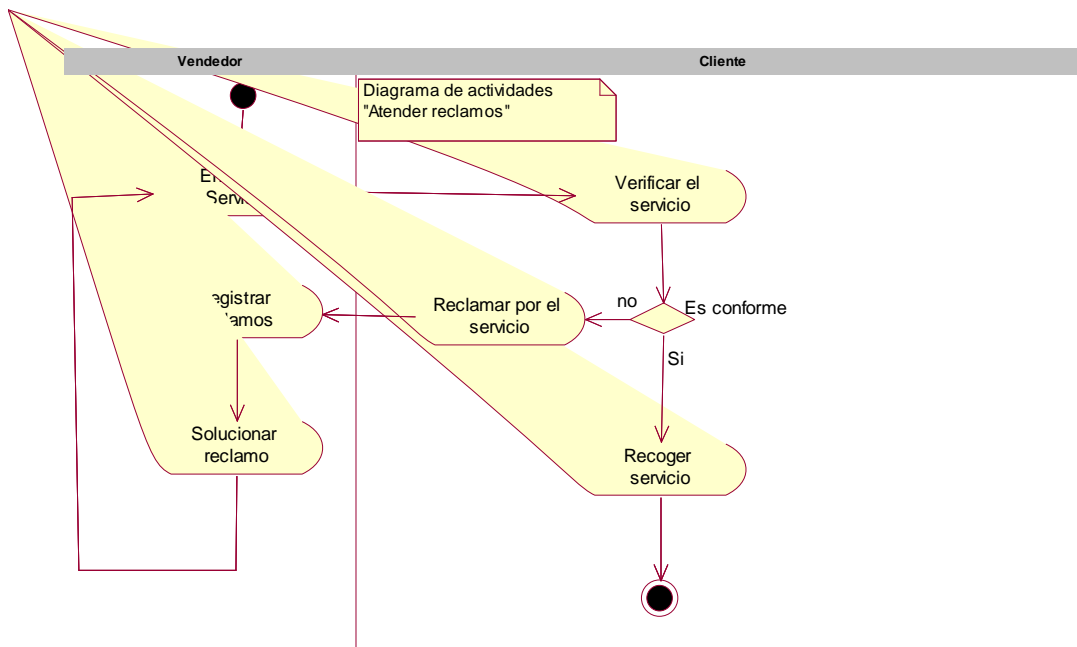 Vendedor
Cliente
Diagrama de actividades
"Atender reclamos"
Verificar el
servicio
no
Es conforme
Reclamar por el
servicio
Si
Solucionar
reclamo
Recoger
servicio